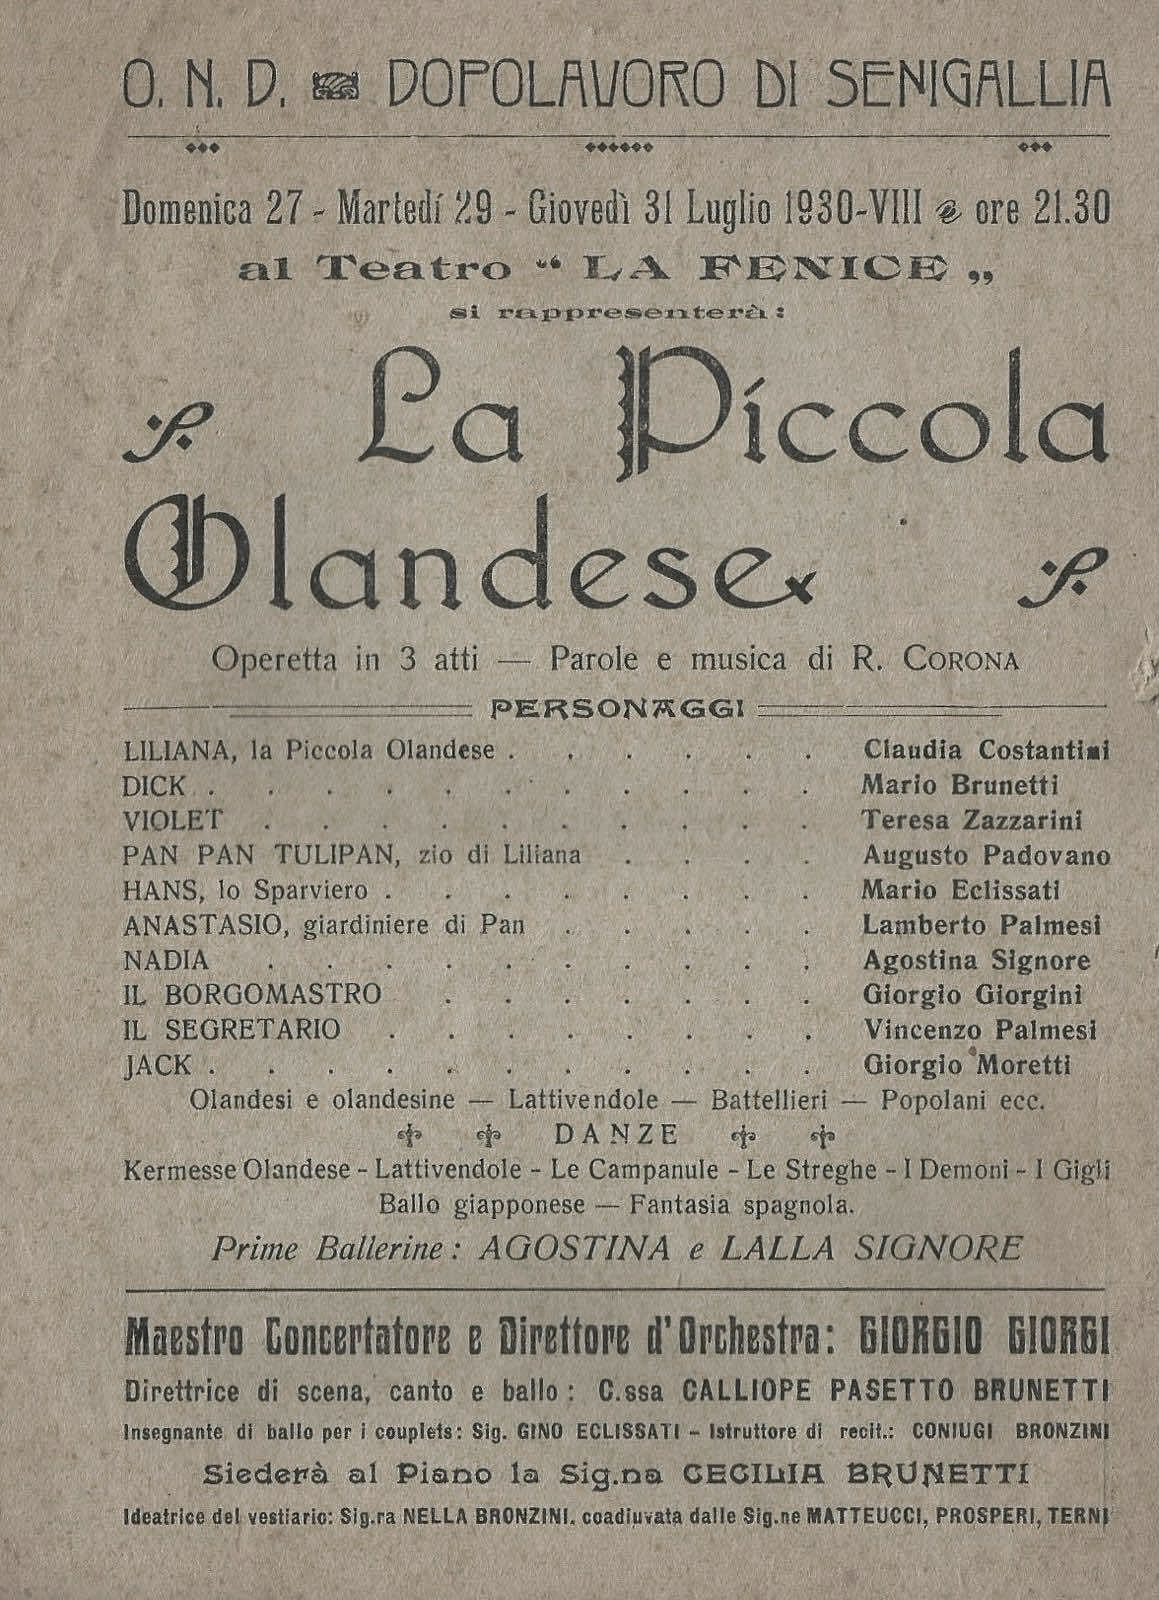 O. N. D. DOPOLAVORO DI SENIGALLIA
Domenica 27 - Martedí 29 - Giovedì 31 Luglio 1930-VIII ore 21.30
al Teatro “ LA FENICE „
si rappresenterà:
La Piccola
Olandese
Operetta in 3 atti — Parole e musica di R. CORONA
PERSONAGGI
LILIANA, la Piccola Olandese . . . . . . Claudia Costantini
DICK . . . . . . . . . . . Mario Brunetti
VIOLET . . . . . . . . . . Teresa Zazzarini
PAN PAN TULIPAN, zio di Liliana . . . . Augusto Padovano
HANS, lo Sparviero . . . . . . . . Mario Eclissati
ANASTASIO, giardiniere di Pan . . . . . Lamberto Palmesi
NADIA . . . . . . . . . . Agostina Signore
IL BORGOMASTRO . . . . . . . Giorgio Giorgini
IL SEGRETARIO . . . . . . . . Vincenzo Palmesi
JACK . . . . . . . . . . . Giorgio Moretti
Olandesi e olandesine — Lattivendole — Battellieri — Popolani ecc.
DANZE
Kermesse Olandese - Lattivendole - Le Campanule - Le Streghe - I Demoni - I Gigli
Ballo giapponese — Fantasia spagnola.
Prime Ballerine : AGOSTINA e LALLA SIGNORE
Maestro Concertatore e Direttore d'Orchestra: GIORGIO GIORGI
Direttrice di scena, canto e ballo : C.ssa CALLIOPE PASETTO BRUNETTI
Insegnante di ballo per i couplets: Sig. GINO ECLISSATI - Istruttore di recit.: CONIUGI BRONZINI
Siederà al Piano la Sig.na CECILIA BRUNETTI
Ideatrice del vestiario: Sig.ra NELLA BRONZINI. coadiuvata dalle Sig.ne MATTEUCCI, PROSPERI, TERNI